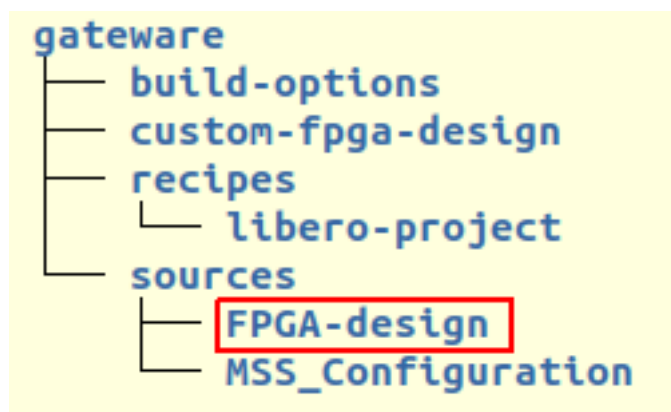 gateware
build-options
custom-fpga-design
recipes
libero-project
sources
FPGA-design
MSS_Configuration